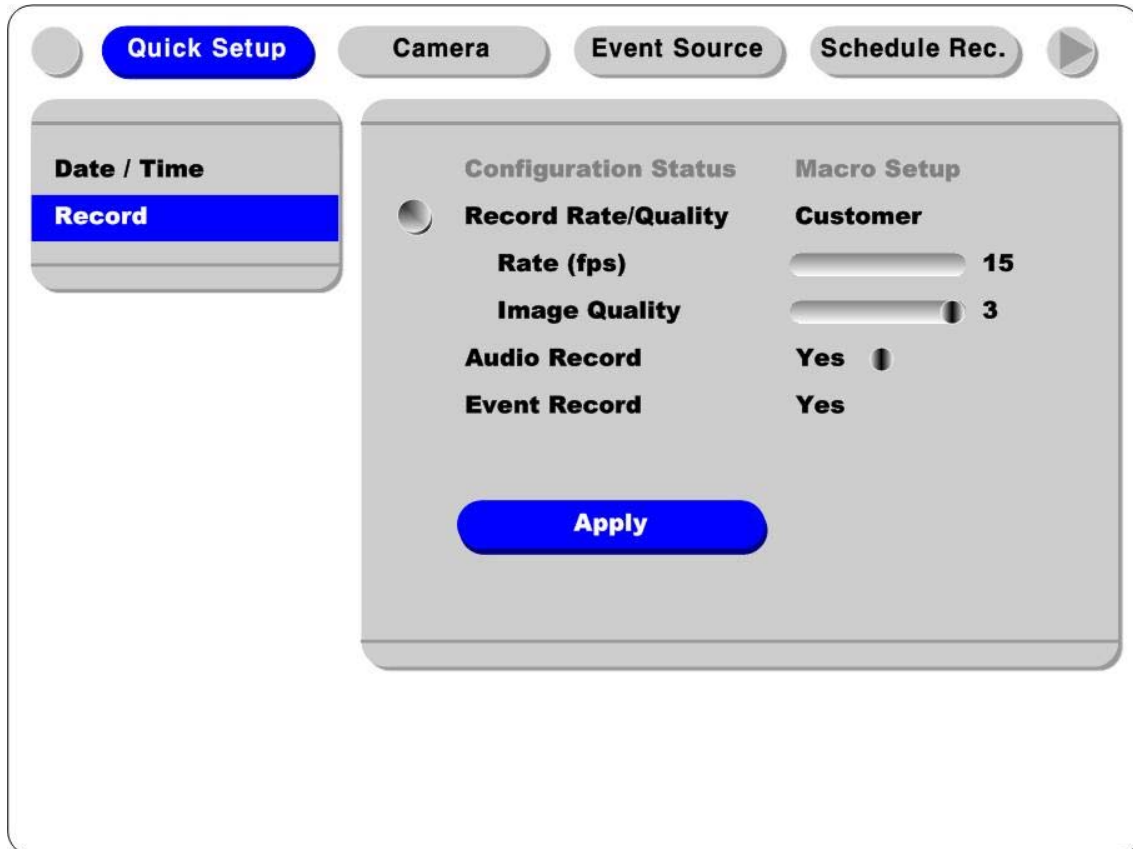 Quick Setup Camera Event Source Schedule Rec.
Date / Time
Record
Configuration Status Macro Setup
Record Rate/Quality Customer
Rate (fps) 15
Image Quality 3
Audio Record Yes
Event Record Yes
Apply